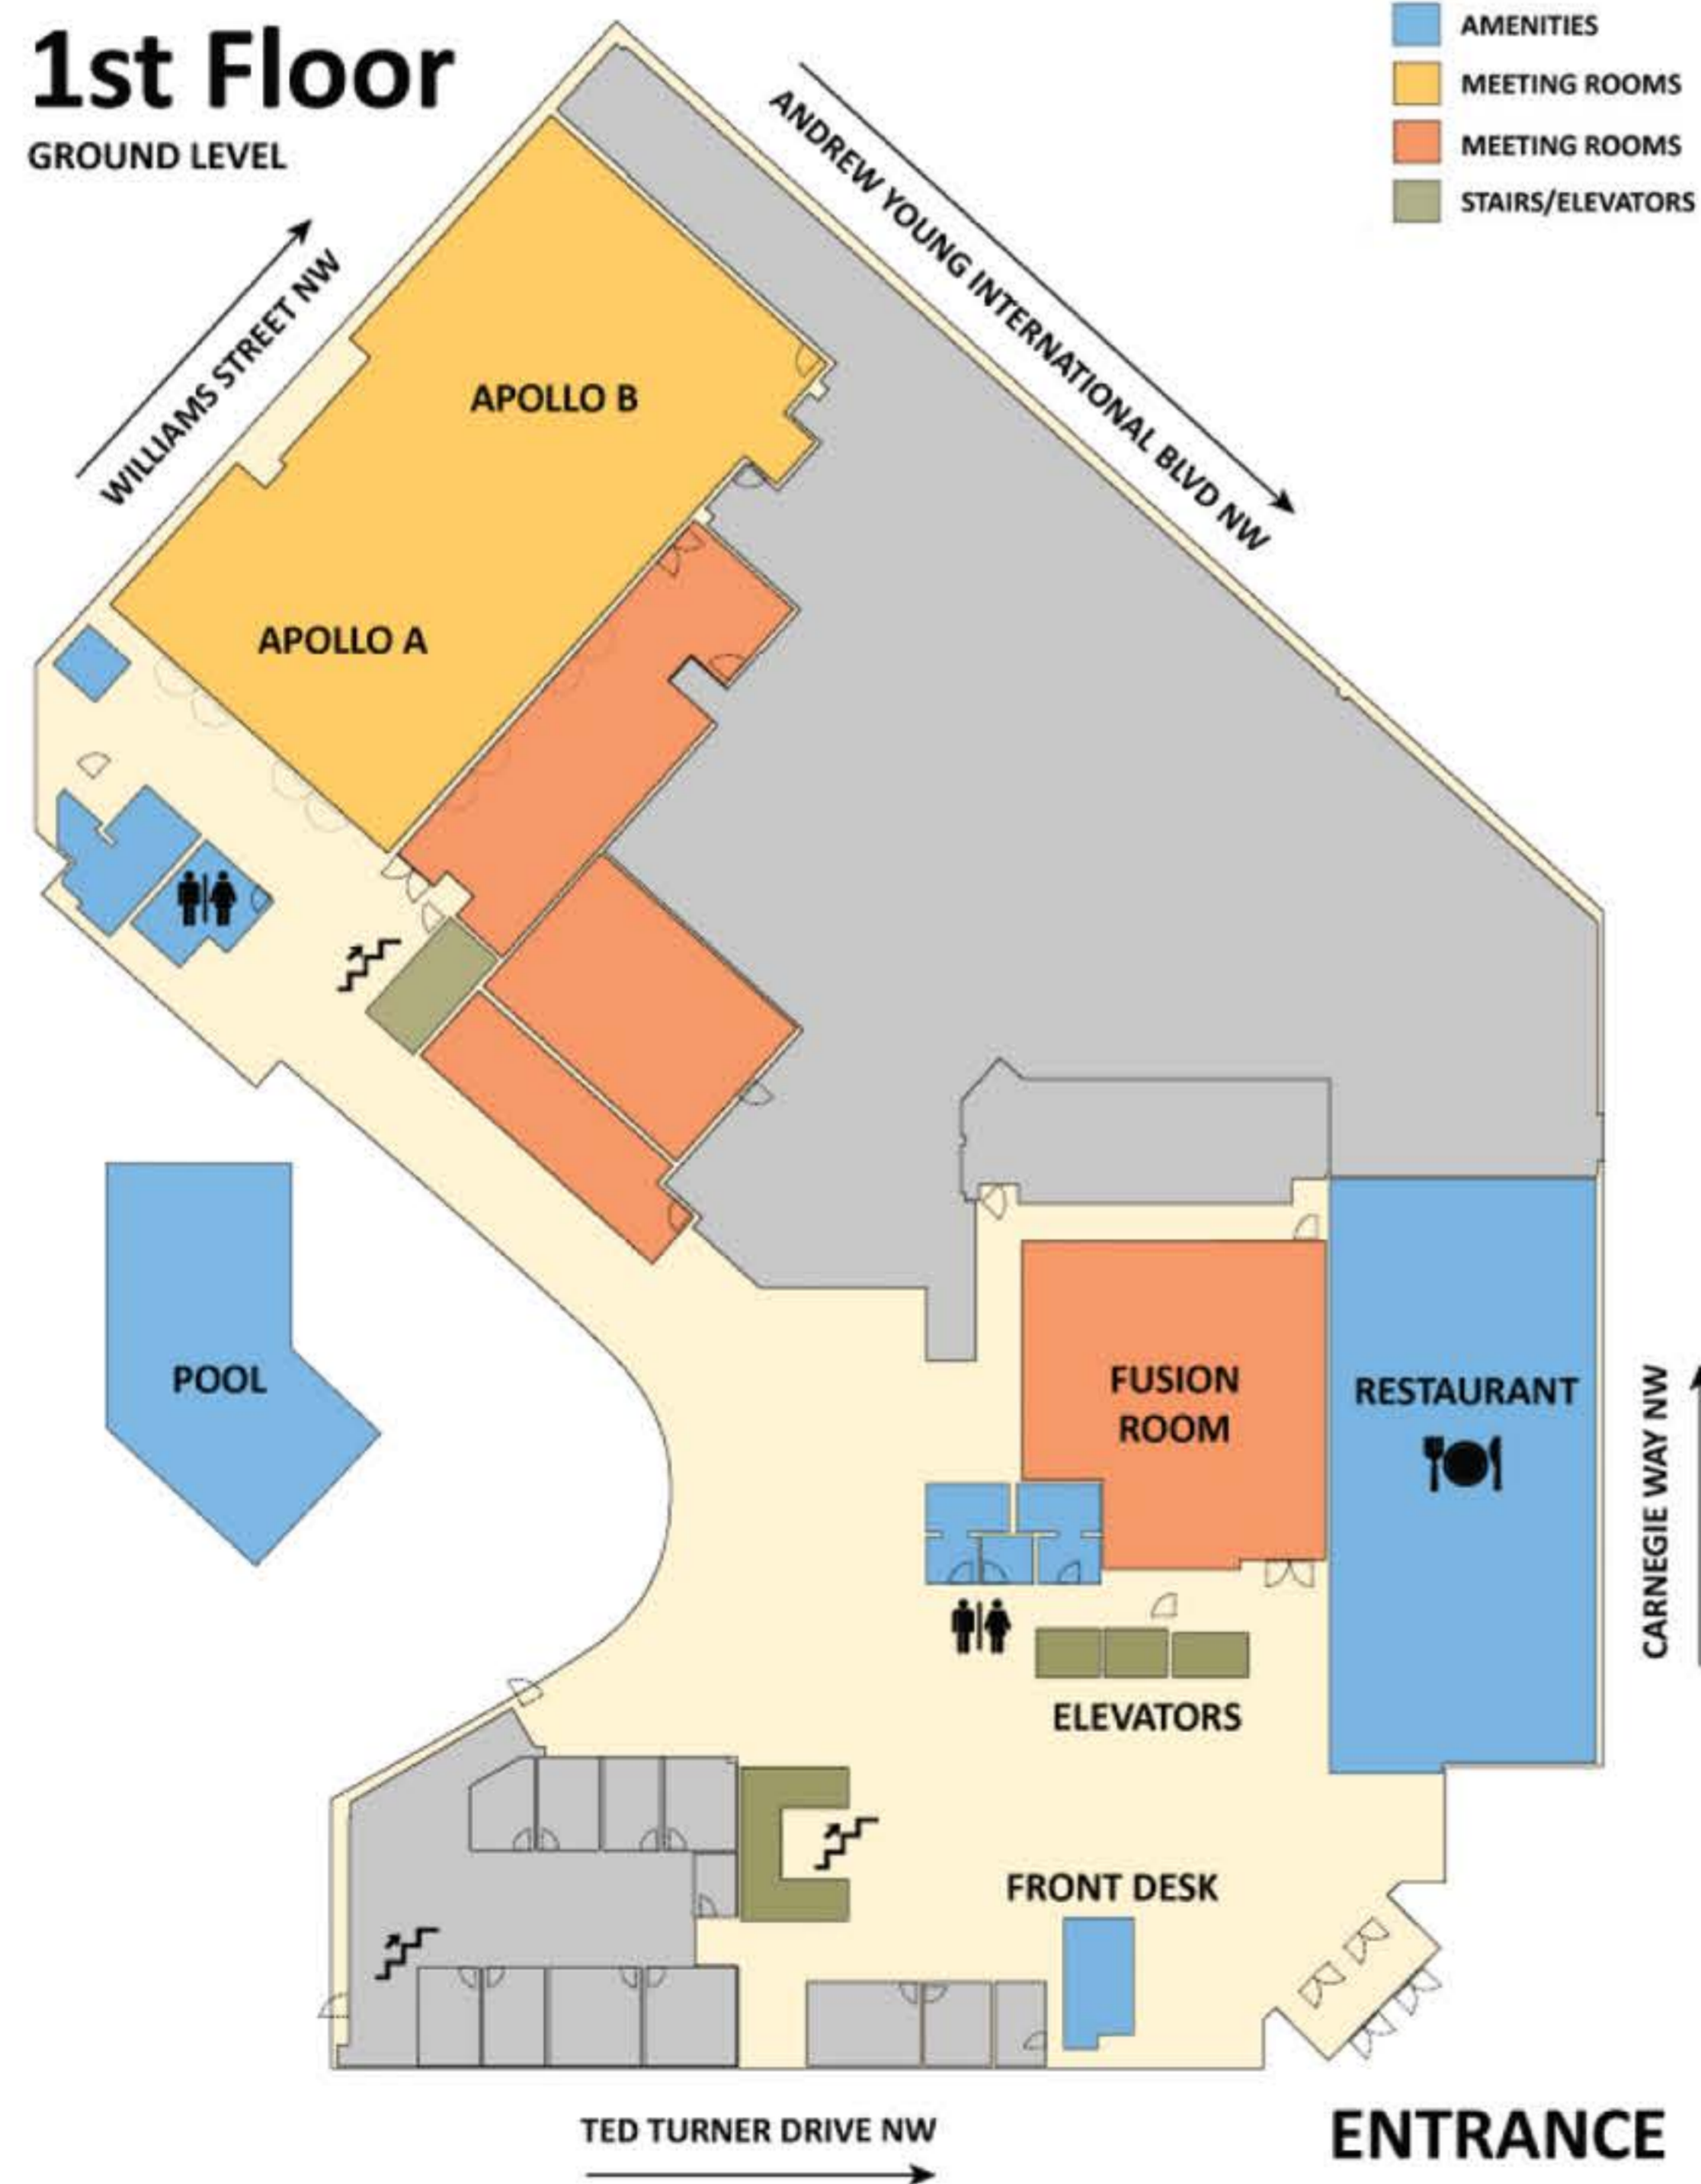 1st Floor
GROUND LEVEL
AMENITIES
MEETING ROOMS
MEETING ROOMS
STAIRS/ELEVATORS
ANDREW YOUNG INTERNATIONAL BLVD NW
WILLIAMS STREET NW
APOLLO B
APOLLO A
POOL
FUSION
ROOM
RESTAURANT
CARNEGIE WAY NW
ELEVATORS
FRONT DESK
TED TURNER DRIVE NW
ENTRANCE